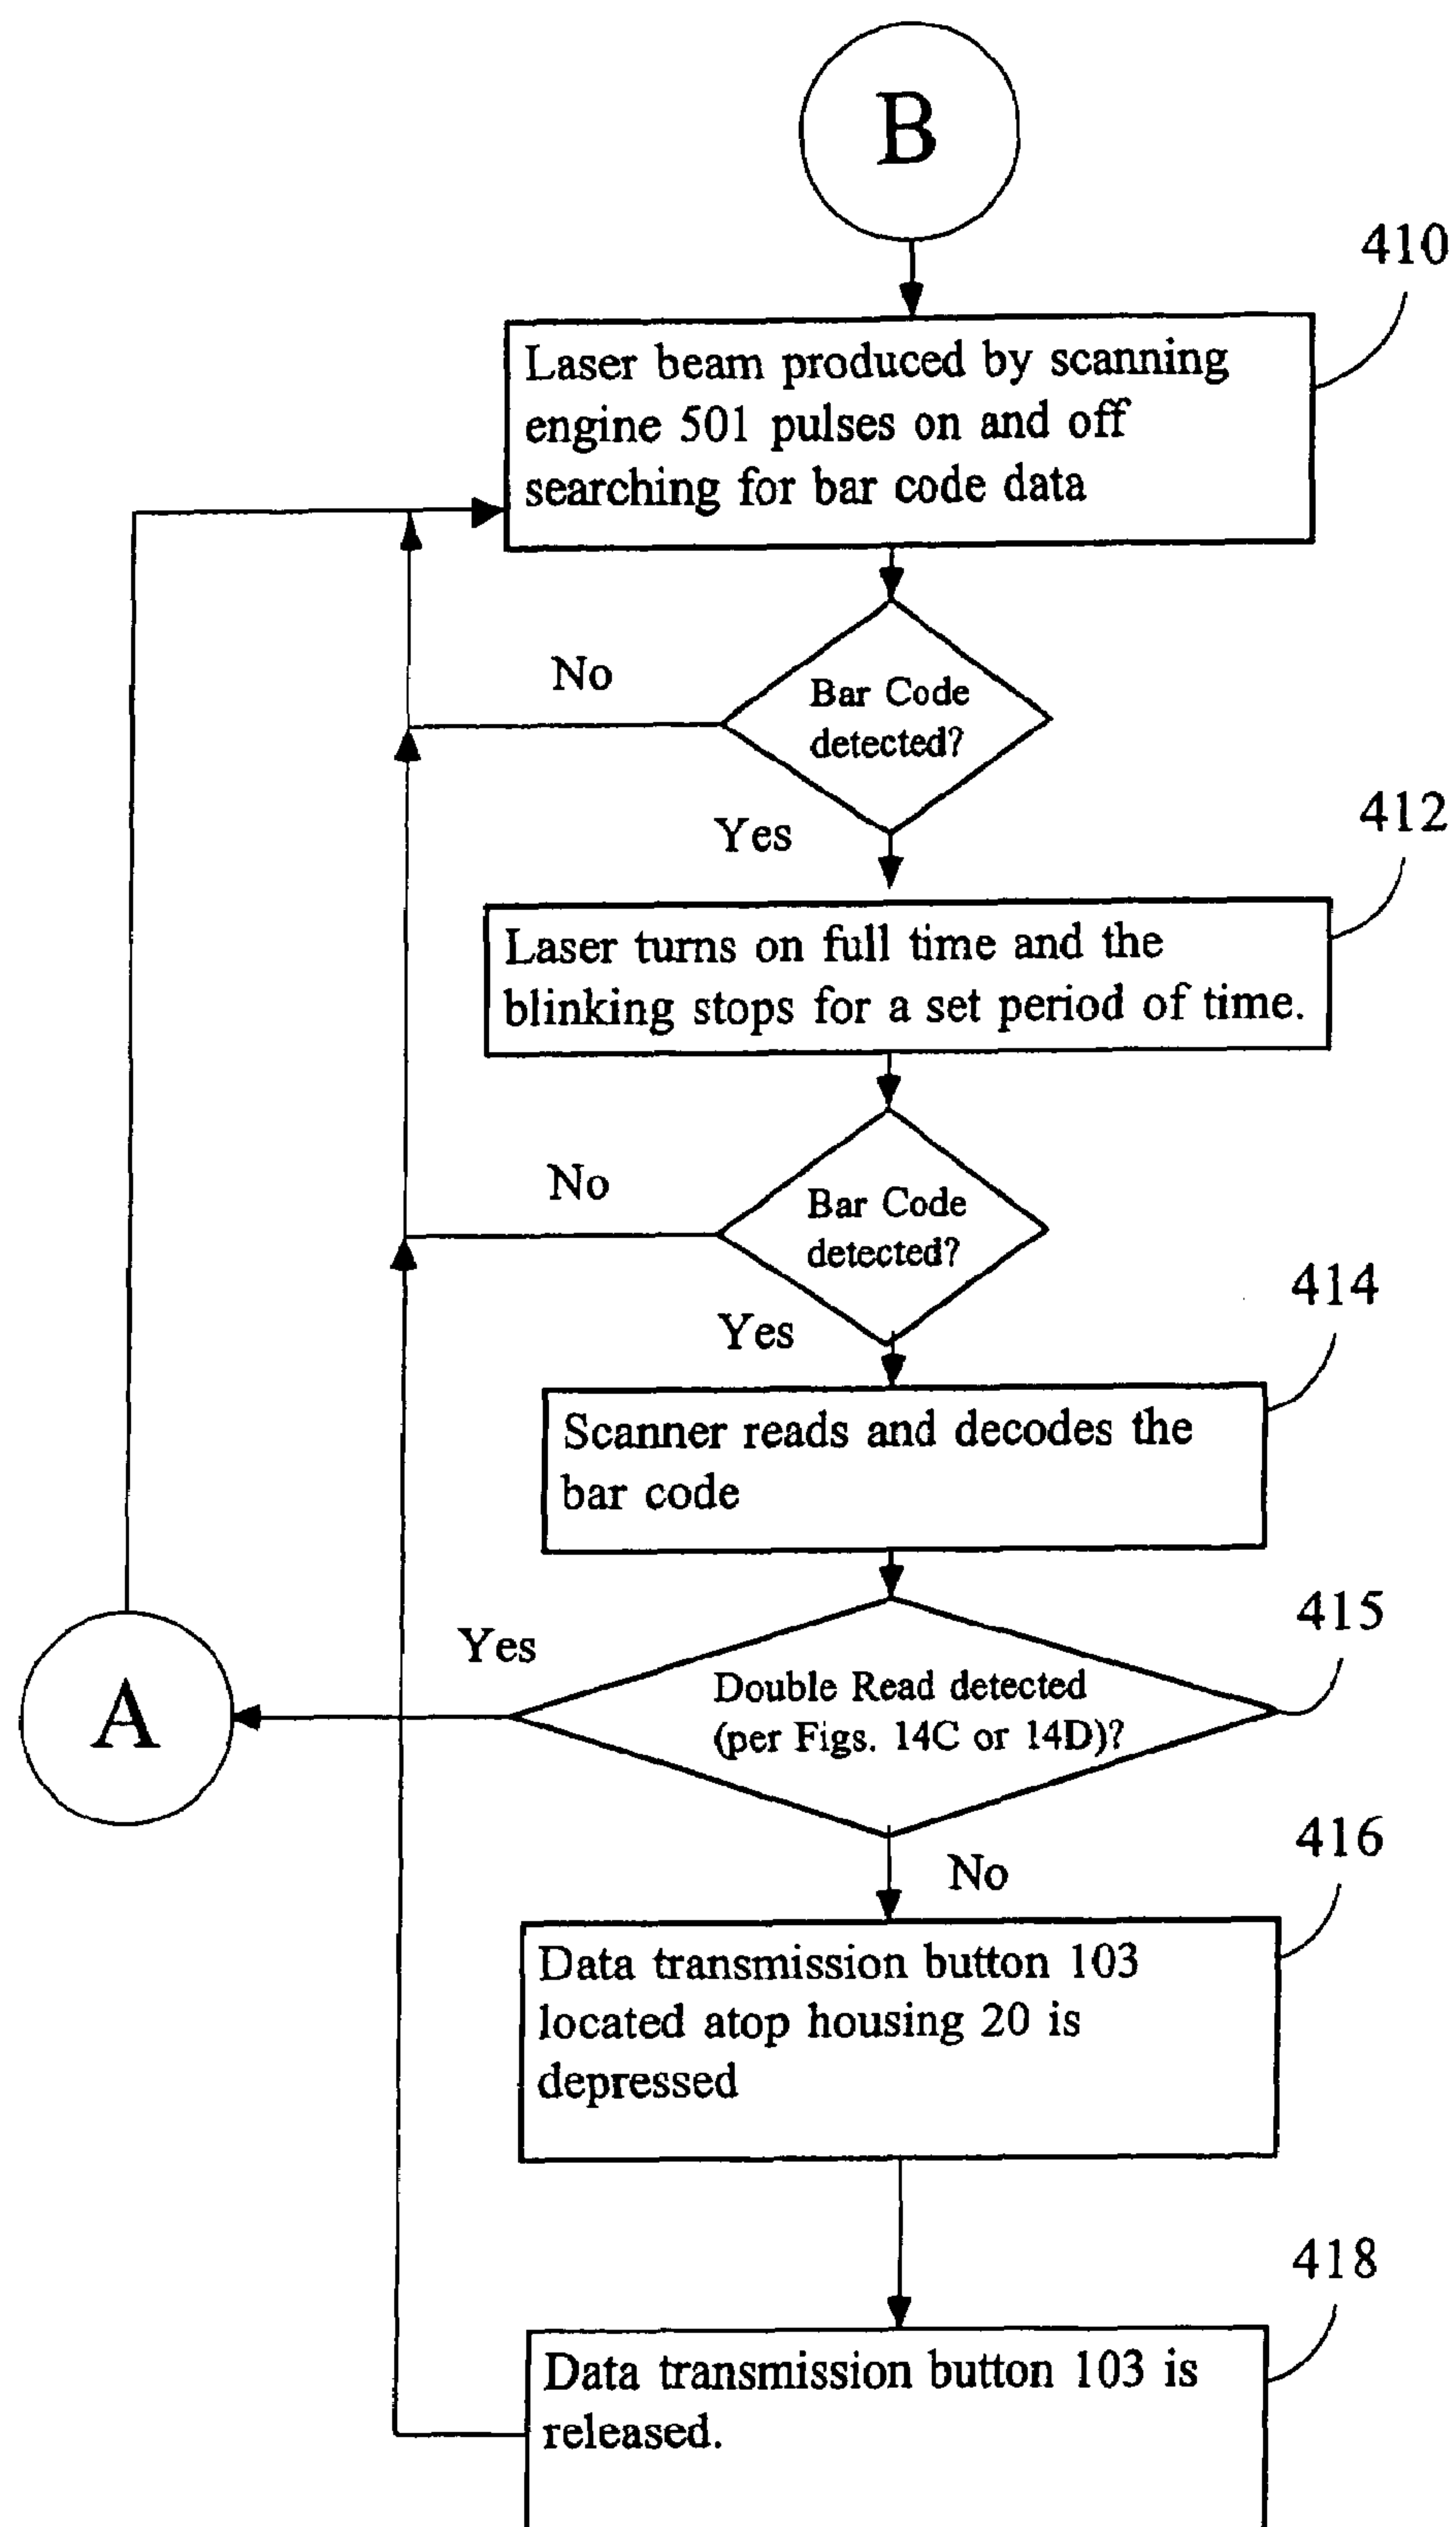 B
410
Laser beam produced by scanning
engine 501 pulses on and off
searching for bar code data
No
Bar Code
detected?
Yes
412
Laser turns on full time and the
blinking stops for a set period of time.
No
Bar Code
detected?
Yes
414
Scanner reads and decodes the
bar code
415
Yes
Double Read detected
(per Figs. 14C or 14D)?
A
No
416
Data transmission button 103
located atop housing 20 is
depressed
418
Data transmission button 103 is
released.